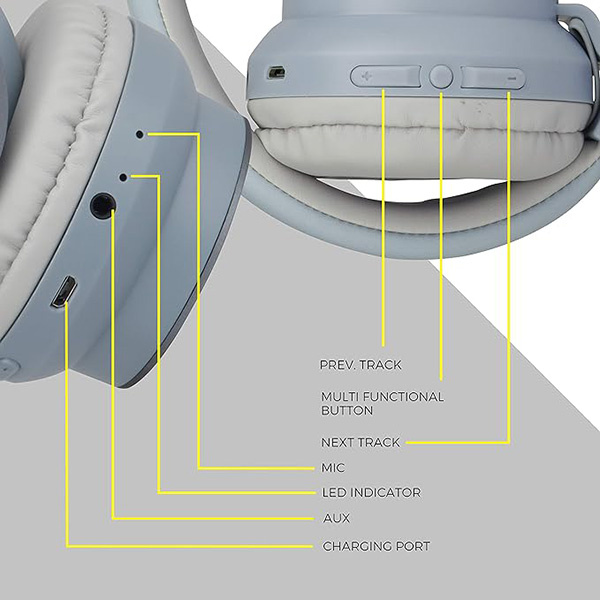 +
−
PREV. TRACK
MULTI FUNCTIONAL
BUTTON
NEXT TRACK
MIC
LED INDICATOR
AUX
CHARGING PORT